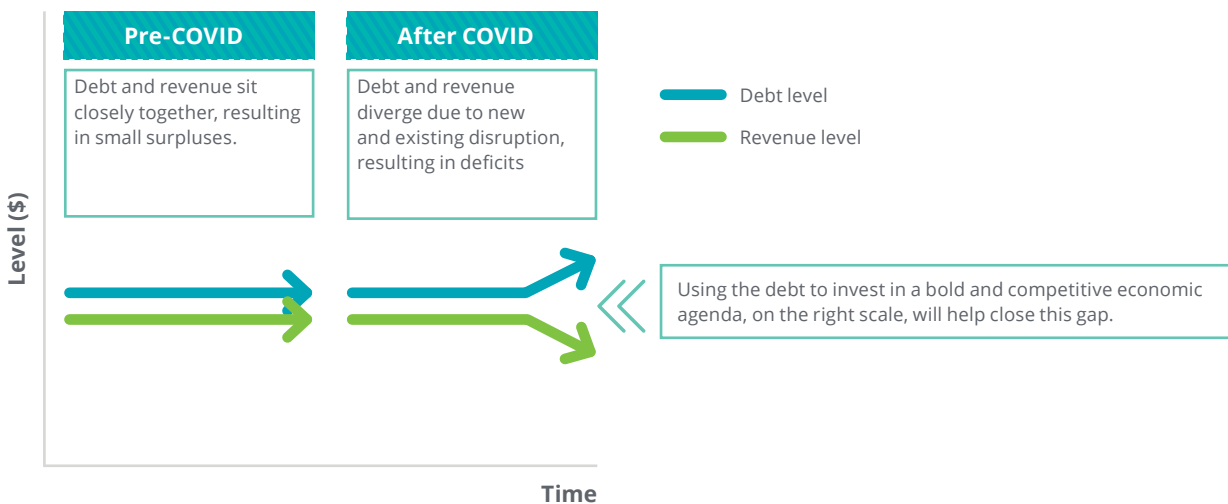 Pre-COVID
After COVID
Debt and revenue sit
closely together, resulting
in small surpluses.
Debt and revenue
diverge due to new
and existing disruption,
resulting in deficits
Debt level
Revenue level
Level ($)
Using the debt to invest in a bold and competitive economic
agenda, on the right scale, will help close this gap.
Time